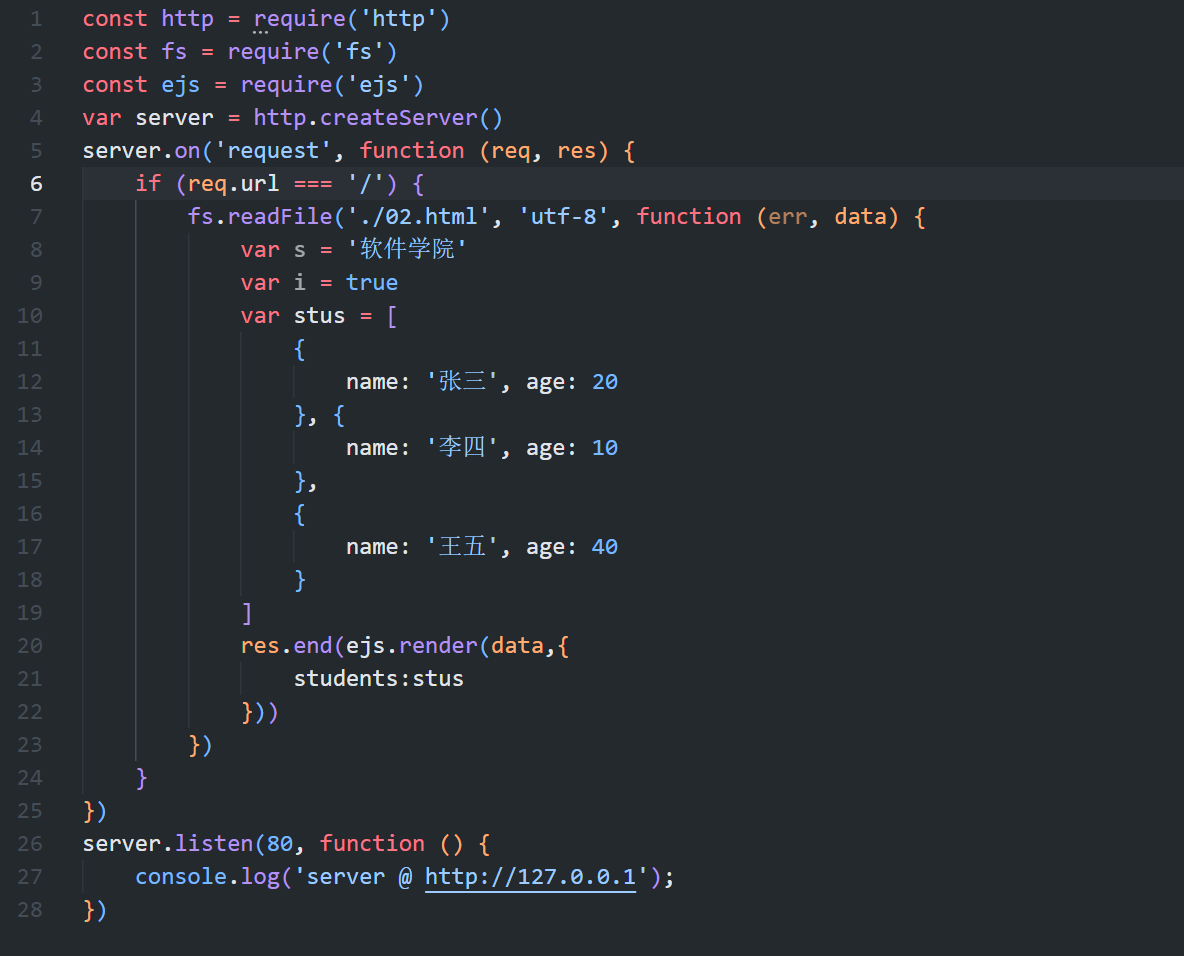 1 const http = require('http')
2 const fs = require('fs')
3 const ejs = require('ejs')
4 var server = http.createServer()
5 server.on('request', function (req, res) {
6     if (req.url === '/') {
7         fs.readFile('./02.html', 'utf-8', function (err, data) {
8             var s = '软件学院'
9             var i = true
10             var stus = [
11                 {
12                     name: '张三', age: 20
13                 }, {
14                     name: '李四', age: 10
15                 },
16                 {
17                     name: '王五', age: 40
18                 }
19             ]
20             res.end(ejs.render(data,{
21                 students:stus
22             }))
23         })
24     }
25 })
26 server.listen(80, function () {
27     console.log('server @ http://127.0.0.1');
28 })